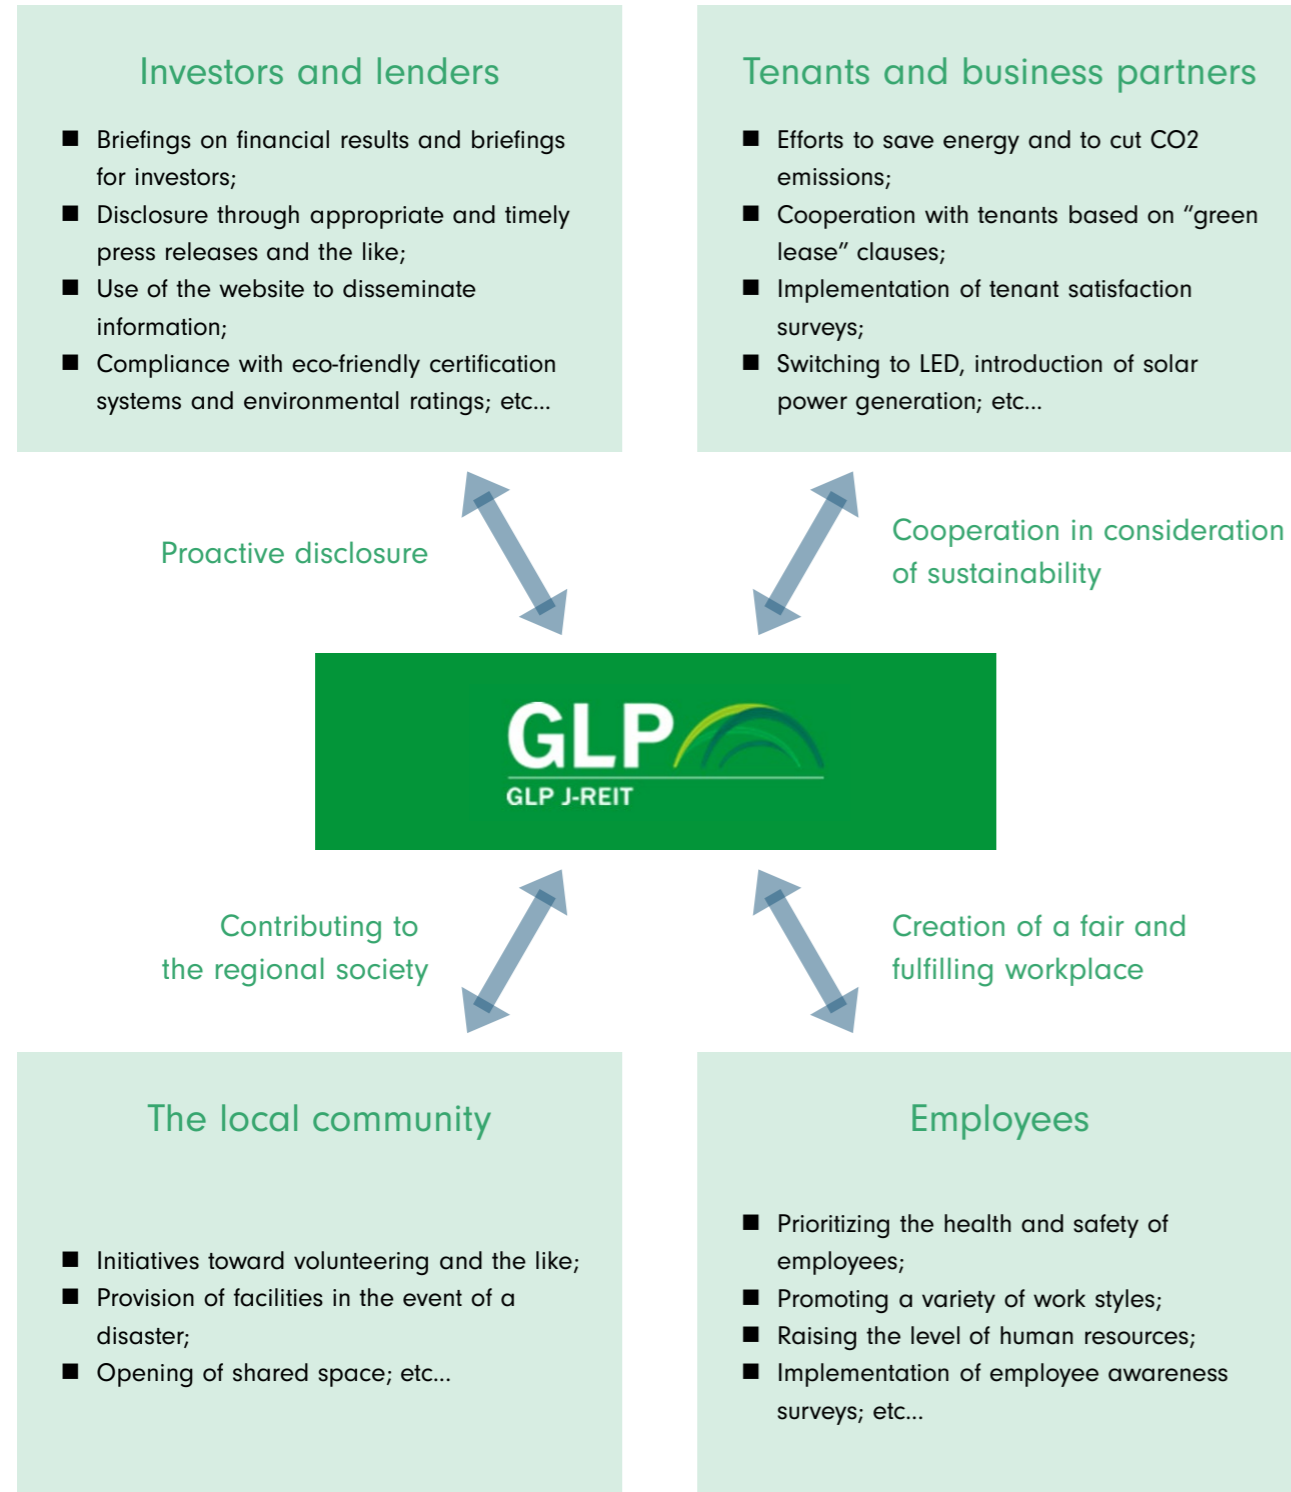 Investors and lenders
■ Briefings on financial results and briefings
for investors;
■ Disclosure through appropriate and timely
press releases and the like;
■ Use of the website to disseminate
information;
■ Compliance with eco-friendly certification
systems and environmental ratings; etc...
Tenants and business partners
■ Efforts to save energy and to cut CO2
emissions;
■ Cooperation with tenants based on “green
lease” clauses;
■ Implementation of tenant satisfaction
surveys;
■ Switching to LED, introduction of solar
power generation; etc...
Proactive disclosure
Cooperation in consideration
of sustainability
GLP
GLP J-REIT
Contributing to
the regional society
Creation of a fair and
fulfilling workplace
The local community
■ Initiatives toward volunteering and the like;
■ Provision of facilities in the event of a
disaster;
■ Opening of shared space; etc...
Employees
■ Prioritizing the health and safety of
employees;
■ Promoting a variety of work styles;
■ Raising the level of human resources;
■ Implementation of employee awareness
surveys; etc...